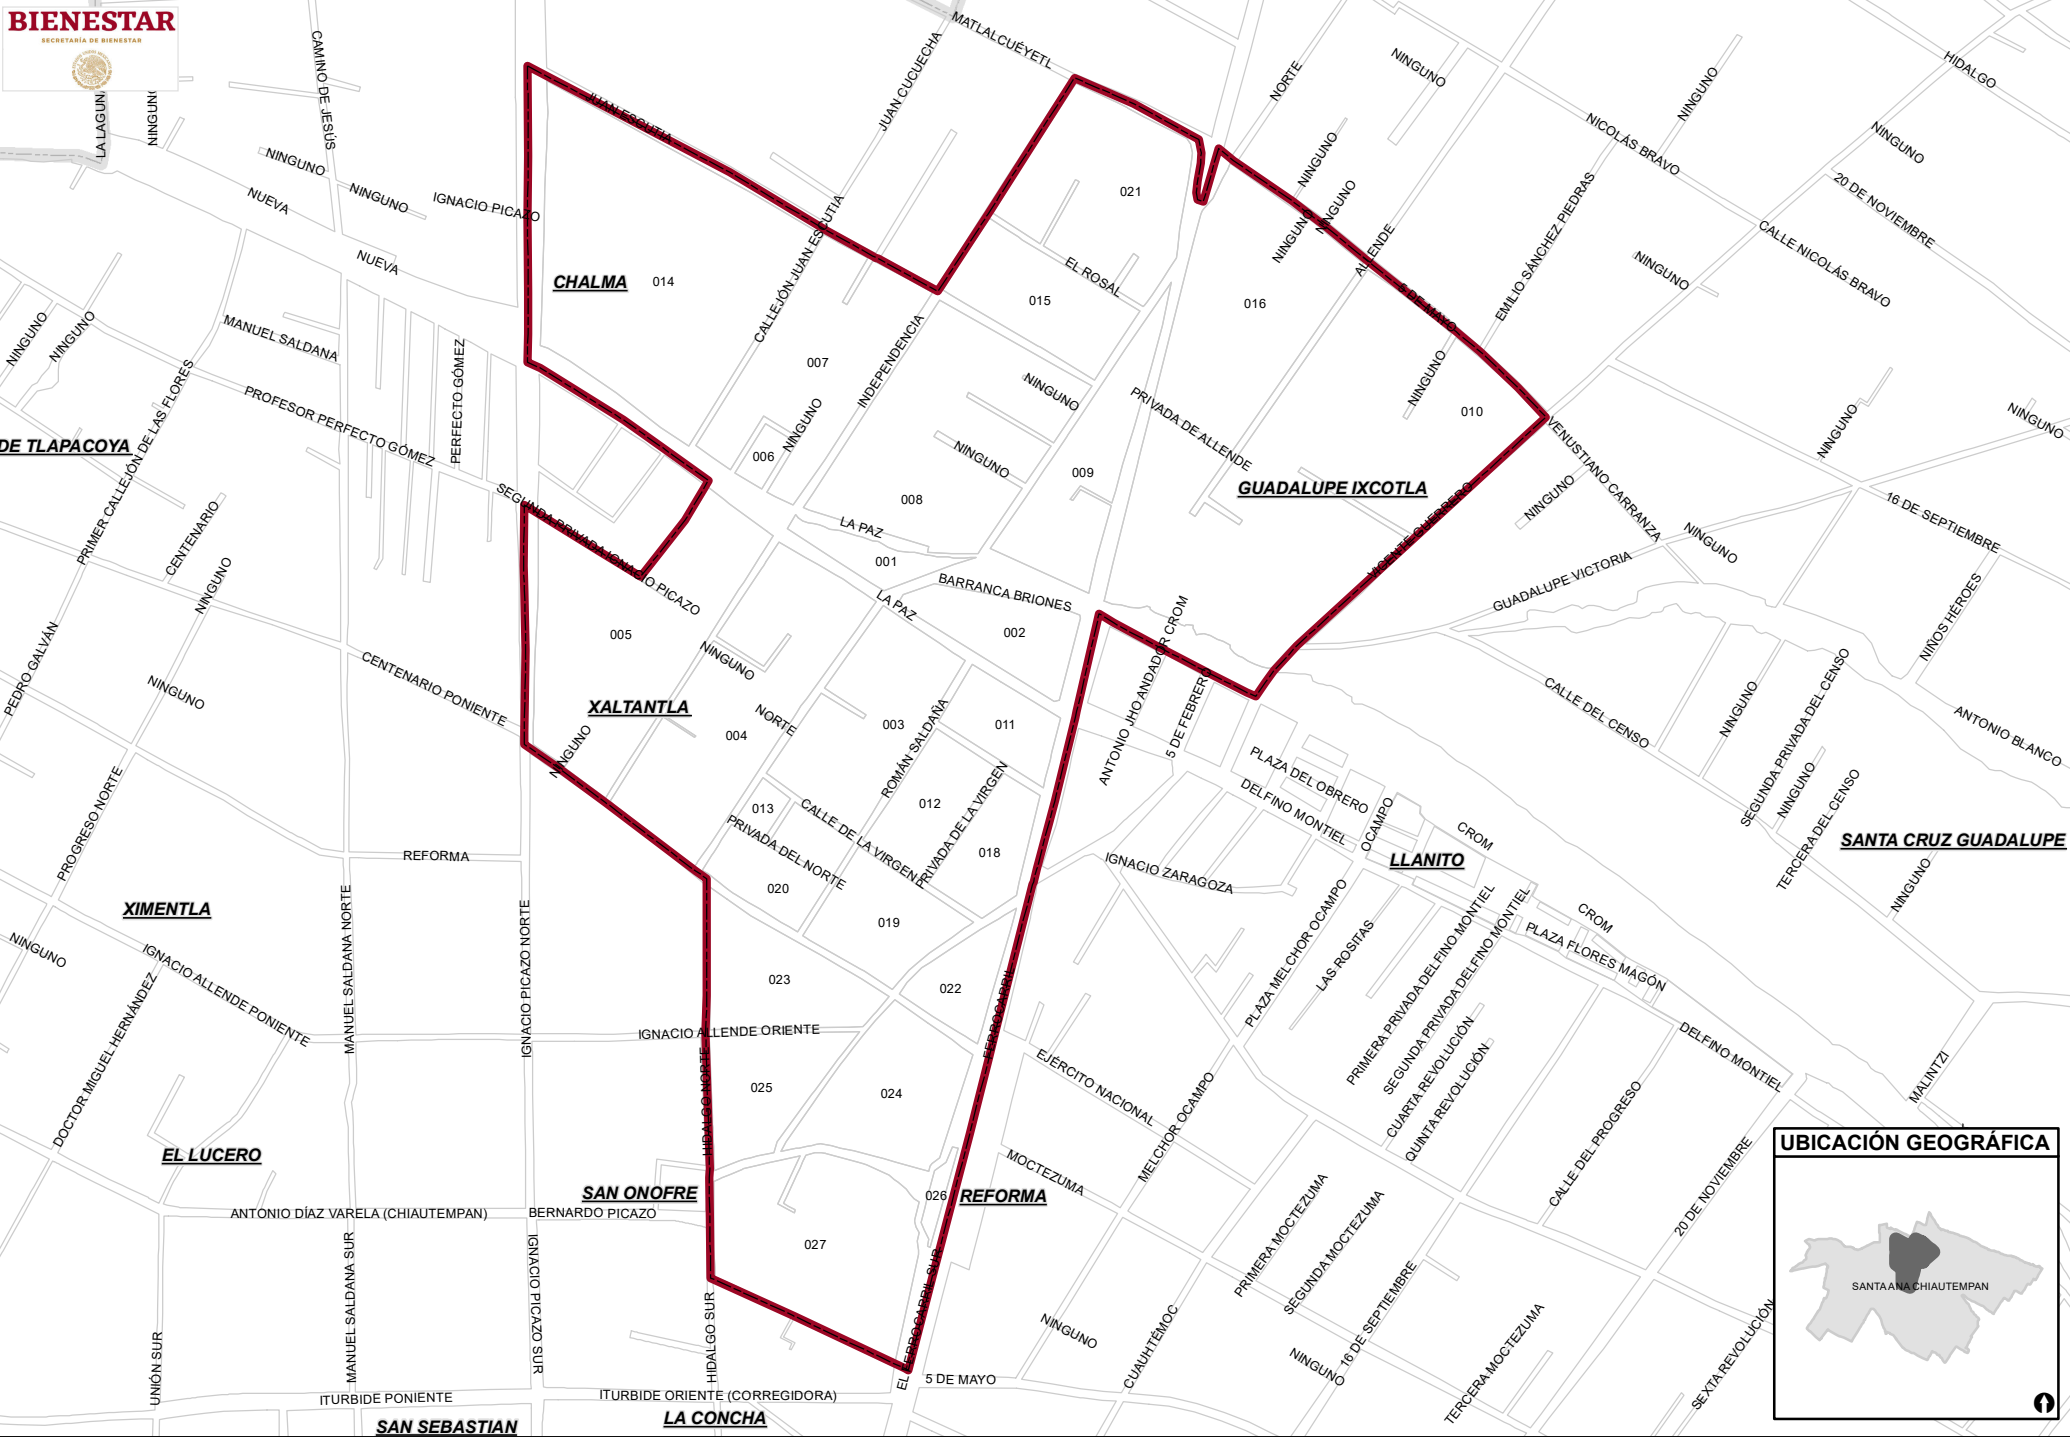 BIENESTAR
SECRETARÍA DE BIENESTAR
MATLALCUÉYETL
CAMINO DE JESÚS
JUAN CUCUECHA
NORTE
NINGUNO
HIDALGO
NINGUNO
LA LAGUN
NINGUNO
JUAN ESCUTIA
NICOLÁS BRAVO
NINGUNO
NINGUNO
NINGUNO
NINGUNO
NUEVA
IGNACIO PICAZO
021
NINGUNO
NINGUNO
20 DE NOVIEMBRE
EMILIO SÁNCHEZ PIEDRAS
CALLE NICOLÁS BRAVO
NUEVA
CALLEJÓN JUAN ESCUTIA
ALLENDE
NINGUNO
CHALMA
014
EL ROSAL
015
016
5 DE MAYO
NINGUNO
NINGUNO
MANUEL SALDANA
PERFECTO GÓMEZ
007
INDEPENDENCIA
NINGUNO
NINGUNO
PROFESOR PERFECTO GÓMEZ
PRIMER CALLEJÓN DE LAS FLORES
NINGUNO
PRIVADA DE ALLENDE
010
VENUSTIANO CARRANZA
NINGUNO
NINGUNO
DE TLAPACOYA
006
NINGUNO
009
GUADALUPE IXCOTLA
NINGUNO
008
SEGUNDA PRIVADA IGNACIO PICAZO
CENTENARIO
LA PAZ
16 DE SEPTIEMBRE
NINGUNO
001
VICENTE GUERRERO
NINGUNO
BARRANCA BRIONES
GUADALUPE VICTORIA
LA PAZ
NIÑOS HÉROES
005
002
ANTONIO JHO ANDADOR CROM
PEDRO GALVÁN
NINGUNO
CENTENARIO PONIENTE
NINGUNO
5 DE FEBRERO
CALLE DEL CENSO
NINGUNO
SEGUNDA PRIVADA DEL CENSO
XALTANTLA
NORTE
004
003
ROMÁN SALDAÑA
011
ANTONIO BLANCO
NINGUNO
PLAZA DEL OBRERO
NINGUNO
TERCERA DEL CENSO
PROGRESO NORTE
013
CALLE DE LA VIRGEN
012
PRIVADA DE LA VIRGEN
DELFINO MONTIEL
OCAMPO
CROM
SANTA CRUZ GUADALUPE
PRIVADA DEL NORTE
REFORMA
018
IGNACIO ZARAGOZA
LLANITO
020
NINGUNO
XIMENTLA
MANUEL SALDANA NORTE
IGNACIO PICAZO NORTE
019
PLAZA MELCHOR OCAMPO
LAS ROSITAS
PRIMERA PRIVADA DELFINO MONTIEL
SEGUNDA PRIVADA DELFINO MONTIEL
CROM
PLAZA FLORES MAGÓN
NINGUNO
IGNACIO ALLENDE PONIENTE
023
022
FERROCARRIL
DOCTOR MIGUEL HERNÁNDEZ
IGNACIO ALLENDE ORIENTE
CUARTA REVOLUCIÓN
QUINTA REVOLUCIÓN
DELFINO MONTIEL
EJÉRCITO NACIONAL
HIDALGO NORTE
025
024
MELCHOR OCAMPO
CALLE DEL PROGRESO
MALINTZI
EL LUCERO
MOCTEZUMA
20 DE NOVIEMBRE
UBICACIÓN GEOGRÁFICA
SAN ONOFRE
026
REFORMA
PRIMERA MOCTEZUMA
SEGUNDA MOCTEZUMA
ANTONIO DÍAZ VARELA (CHIAUTEMPAN)
BERNARDO PICAZO
027
SANTA ANA CHIAUTEMPAN
MANUEL SALDANA SUR
IGNACIO PICAZO SUR
HIDALGO SUR
EL FERROCARRIL SUR
NINGUNO
CUAUHTÉMOC
16 DE SEPTIEMBRE
NINGUNO
TERCERA MOCTEZUMA
SEXTA REVOLUCIÓN
UNIÓN SUR
5 DE MAYO
ITURBIDE PONIENTE
ITURBIDE ORIENTE (CORREGIDORA)
SAN SEBASTIAN
LA CONCHA